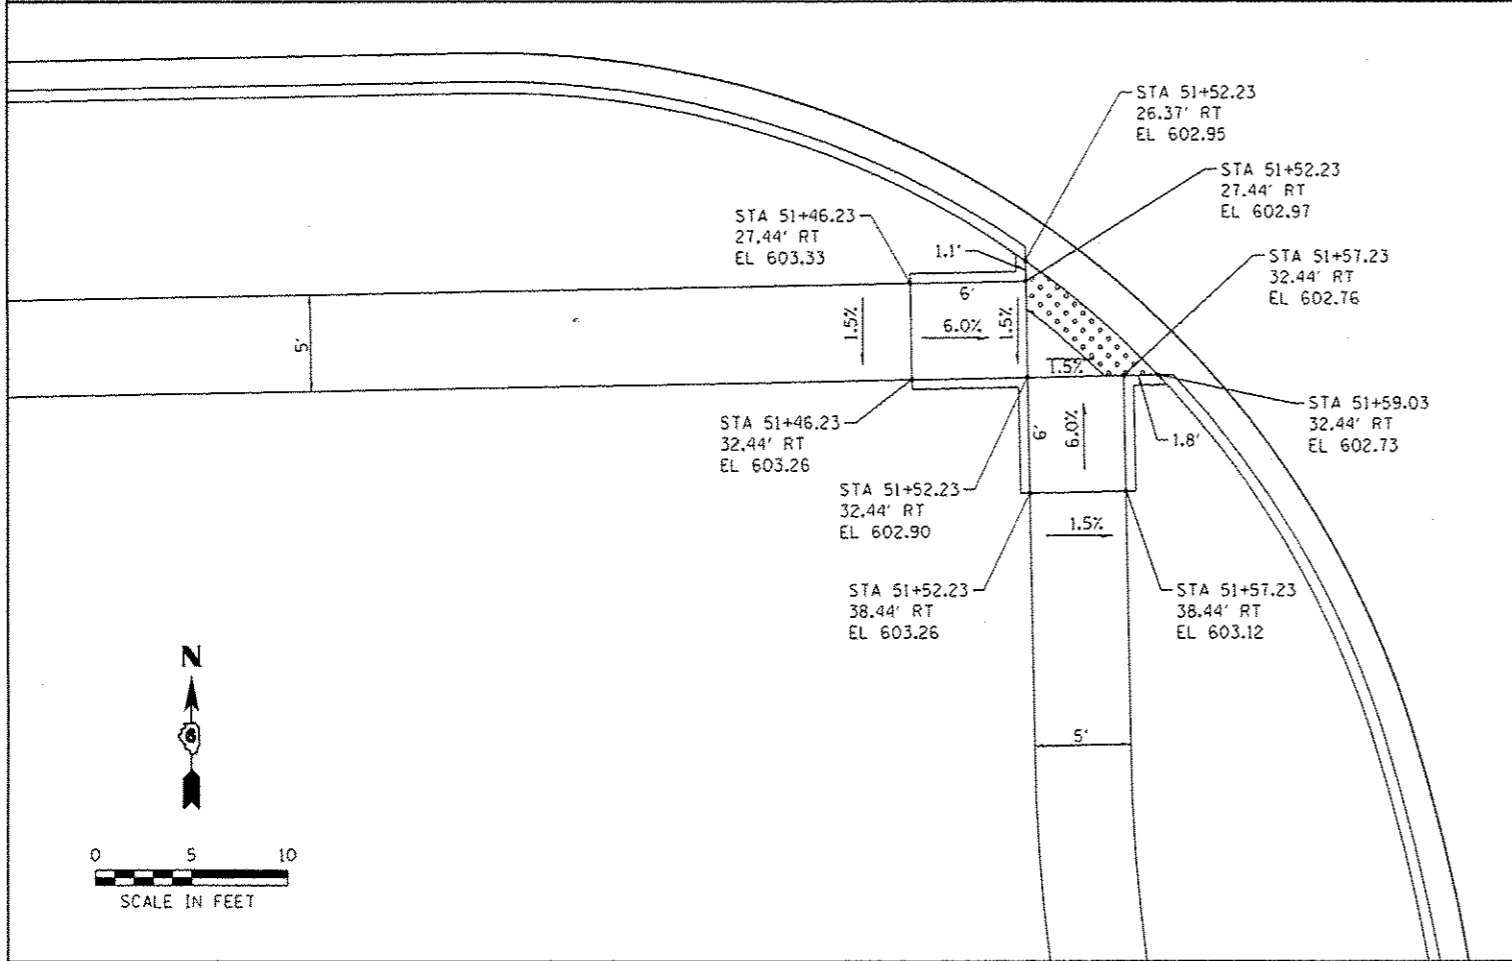 STA 51+52.23
26.37' RT
EL 602.95
STA 51+52.23
27.44' RT
EL 602.97
STA 51+46.23
27.44' RT
EL 603.33
1.1'
STA 51+57.23
32.44' RT
EL 602.76
6'
1.5%
6.0%
1.5%
5'
1.5%
STA 51+46.23
32.44' RT
EL 603.26
6'
6.0%
1.8'
STA 51+59.03
32.44' RT
EL 602.73
STA 51+52.23
32.44' RT
EL 602.90
1.5%
STA 51+52.23
38.44' RT
EL 603.26
STA 51+57.23
38.44' RT
EL 603.12
N
6
5'
0 5 10
SCALE IN FEET